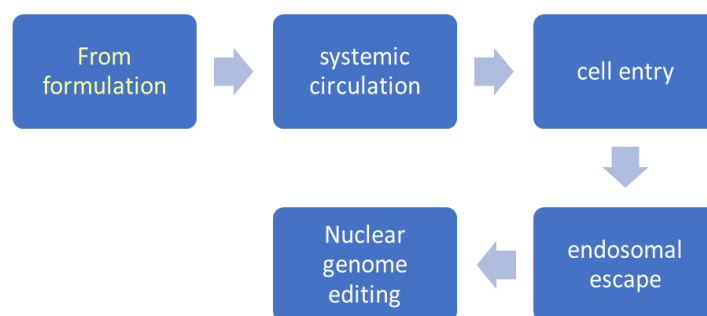 From
formulation
systemic
circulation
cell entry
endosomal
escape
Nuclear
genome
editing